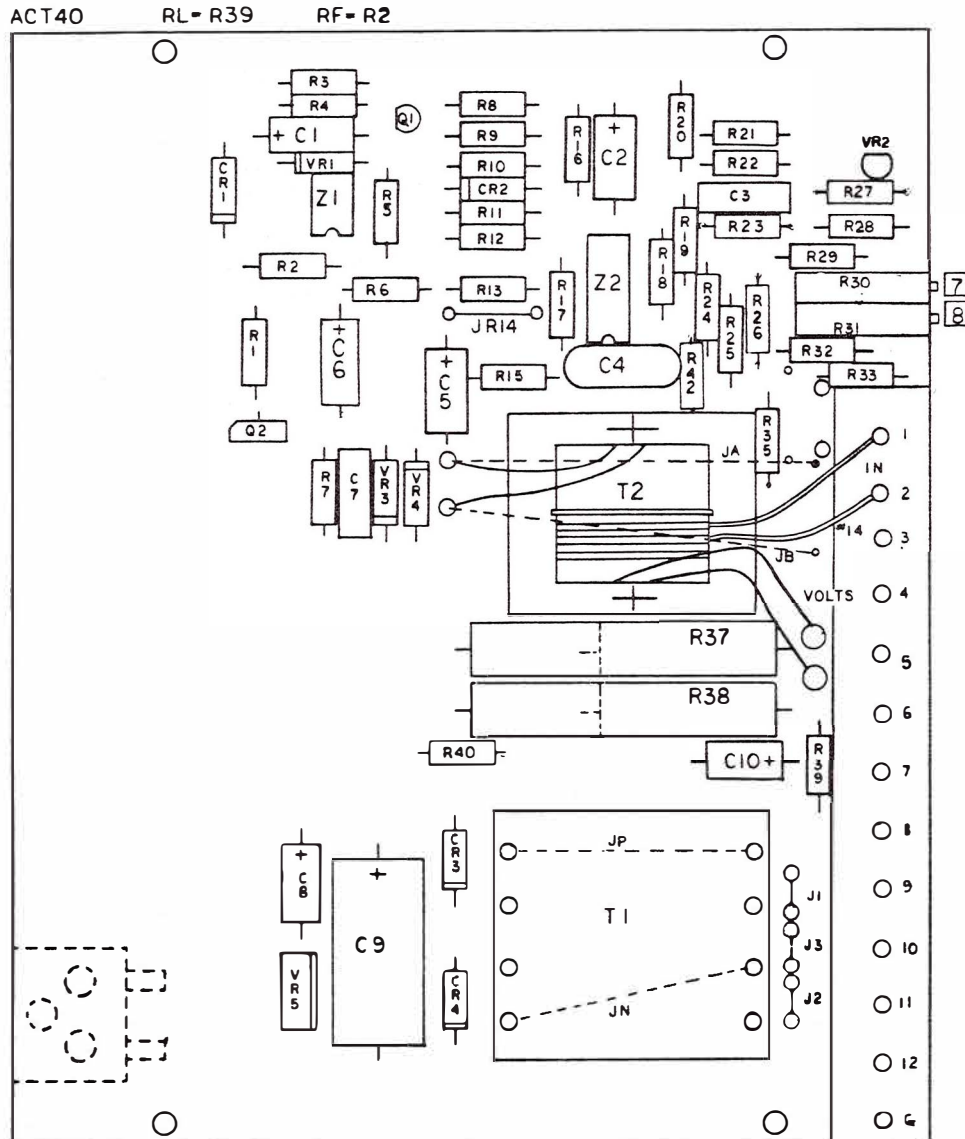 ACT40 RL= R39 RF= R2
R3
R4
+ C1
Q1
R8
R9
R10
CR2
R11
R12
R13
JR14
VR1
Z1
CR1
R5
R2
R6
R1
+ C6
Q2
R7
C7
VR3
VR4
+ C5
R15
R16
+ C2
R17
Z2
C4
R18
R19
R20
R21
R22
C3
R23
R24
R25
R26
R42
VR2
R27
R28
R29
R30 7
R31 8
R32
R33
R35
T2
JA
JB
IN
#14
VOLTS
1
2
3
4
5
6
7
8
9
10
11
12
G
R37
R38
R40
C10+
R39
CR3
+ C8
+ C9
VR5
CR4
JP
T1
JN
J1
J3
J2